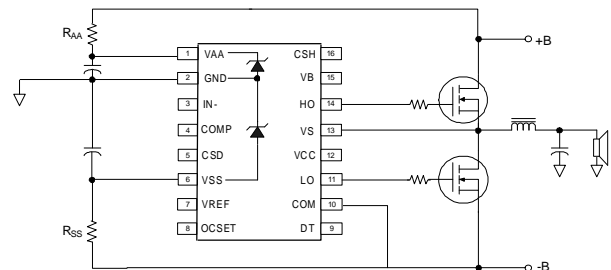 RAA
+B
1 VAA CSH 16
2 GND VB 15
3 IN- HO 14
4 COMP VS 13
5 CSD VCC 12
6 VSS LO 11
7 VREF COM 10
8 OCSET DT 9
RSS
-B